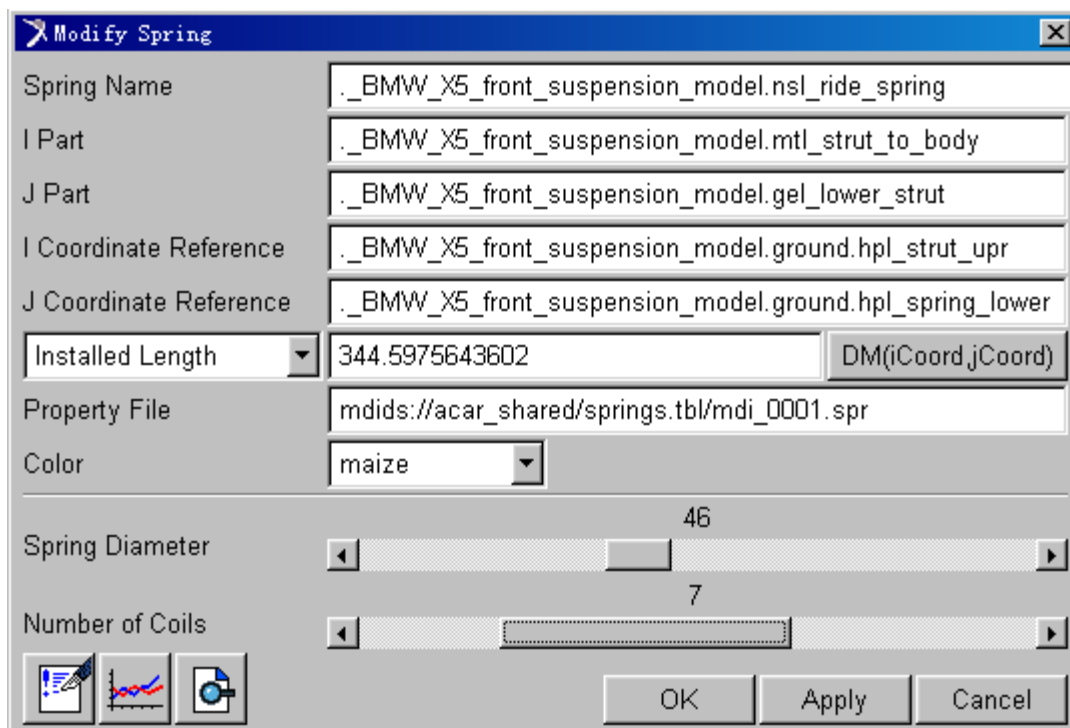 Modify Spring
Spring Name ._BMW_X5_front_suspension_model.nsl_ride_spring
I Part ._BMW_X5_front_suspension_model.mtl_strut_to_body
J Part ._BMW_X5_front_suspension_model.gel_lower_strut
I Coordinate Reference ._BMW_X5_front_suspension_model.ground.hpl_strut_upr
J Coordinate Reference ._BMW_X5_front_suspension_model.ground.hpl_spring_lower
Installed Length 344.5975643602 DM(iCoord,jCoord)
Property File mdids://acar_shared/springs.tbl/mdi_0001.spr
Color maize
46
Spring Diameter
7
Number of Coils
OK Apply Cancel